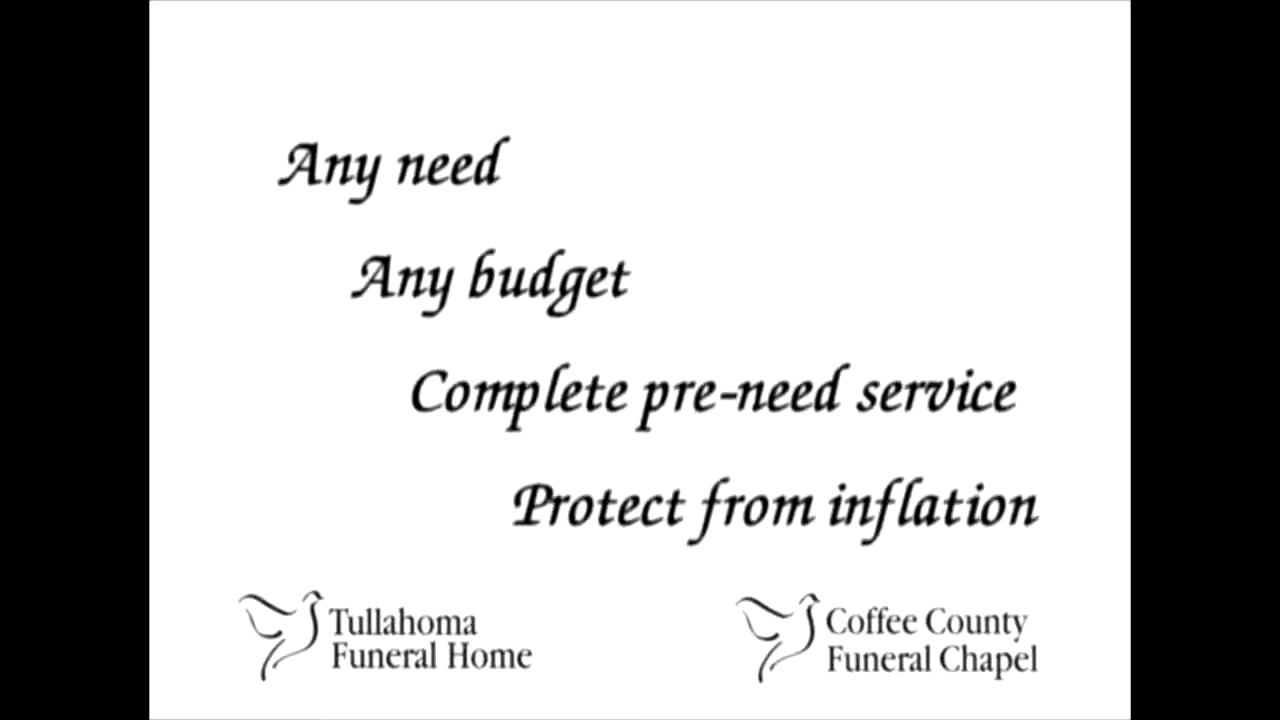 Any need
Any budget
Complete pre-need service
Protect from inflation
Tullahoma
Funeral Home
Coffee County
Funeral Chapel